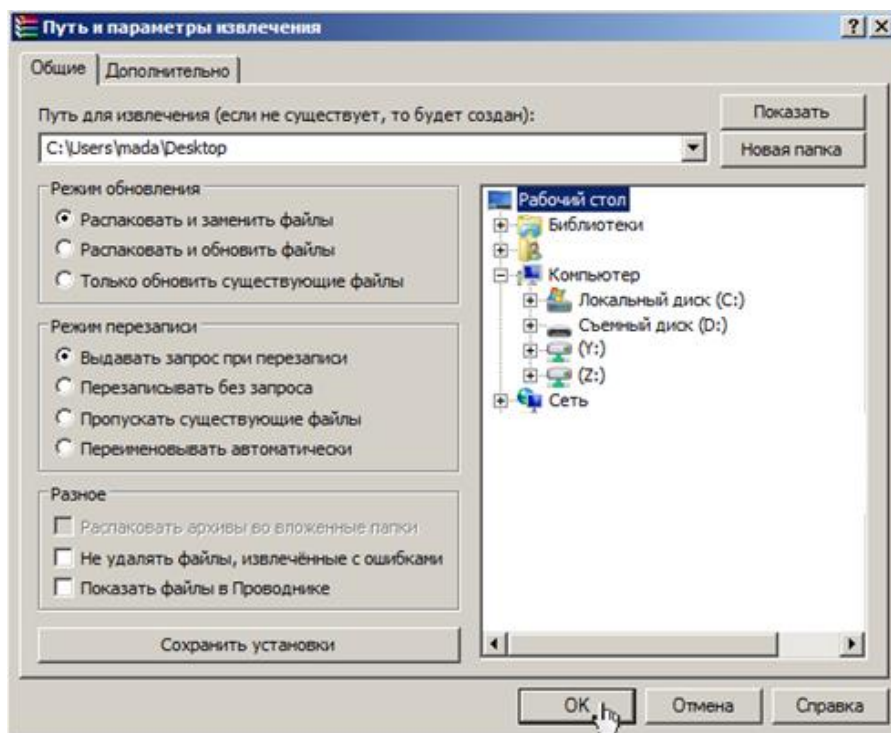 Путь и параметры извлечения
Общие
Дополнительно
Путь для извлечения (если не существует, то будет создан):
Показать
C:\Users\mada\Desktop
Новая папка
Режим обновления
Распаковать и заменить файлы
Распаковать и обновить файлы
Только обновить существующие файлы
Режим перезаписи
Выдавать запрос при перезаписи
Перезаписывать без запроса
Пропускать существующие файлы
Переименовывать автоматически
Разное
Распаковать архивы во вложенные папки
Не удалять файлы, извлечённые с ошибками
Показать файлы в Проводнике
Сохранить установки
Рабочий стол
Библиотеки
Компьютер
Локальный диск (C:)
Съемный диск (D:)
(Y:)
(Z:)
Сеть
OK
Отмена
Справка